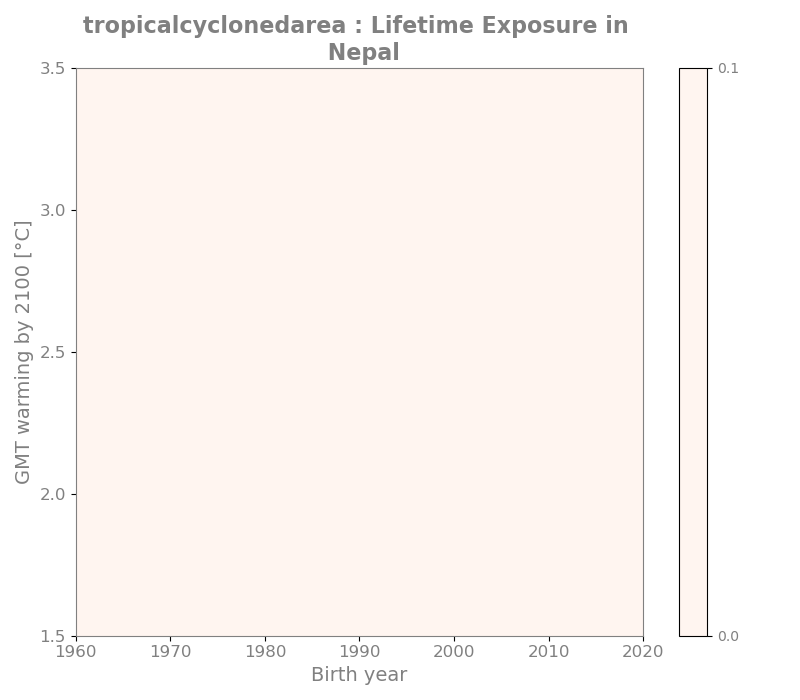 tropicalcyclonedarea : Lifetime Exposure in
Nepal
3.5
3.0
2.5
2.0
1.5
GMT warming by 2100 [°C]
1960 1970 1980 1990 2000 2010 2020
Birth year
0.1
0.0